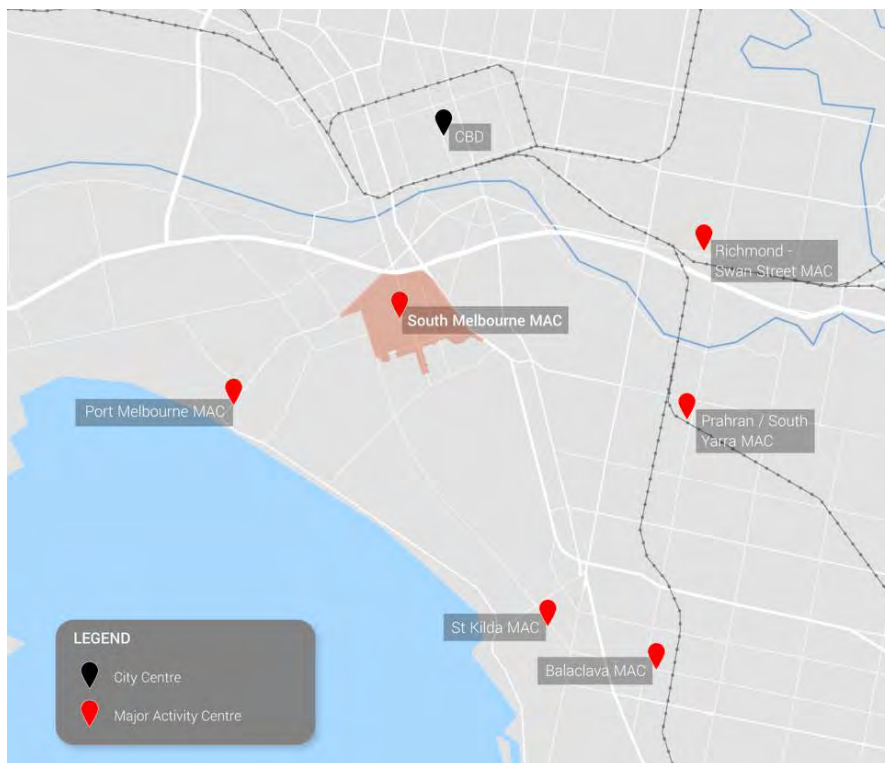 CBD
Richmond -
Swan Street MAC
South Melbourne MAC
Port Melbourne MAC
Prahran / South
Yarra MAC
St Kilda MAC
Balaclava MAC
LEGEND
City Centre
Major Activity Centre